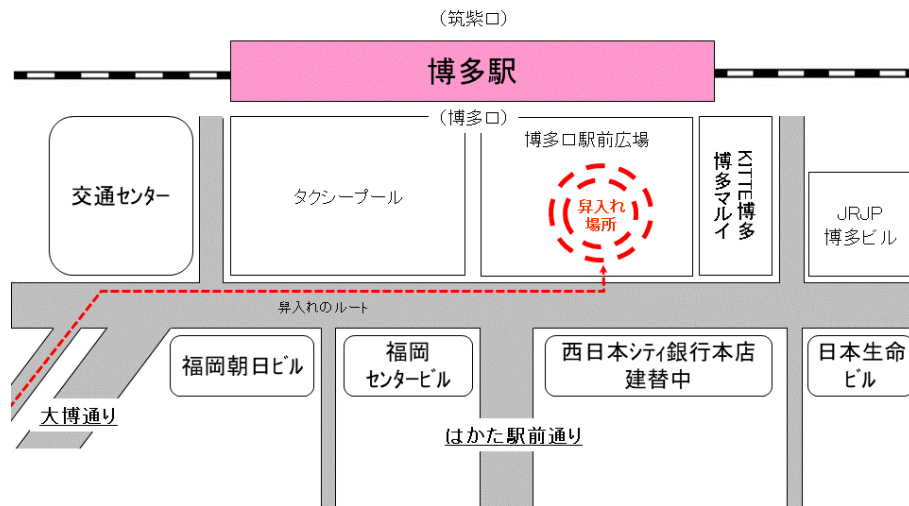 （筑紫口）
博多駅
（博多口）
交通センター
タクシープール
博多口駅前広場
舁入れ
場所
KITTE博多
博多マルイ
JRJP
博多ビル
舁入れのルート
福岡朝日ビル
福岡
センタービル
西日本シティ銀行本店
建替中
日本生命
ビル
大博通り
はかた駅前通り